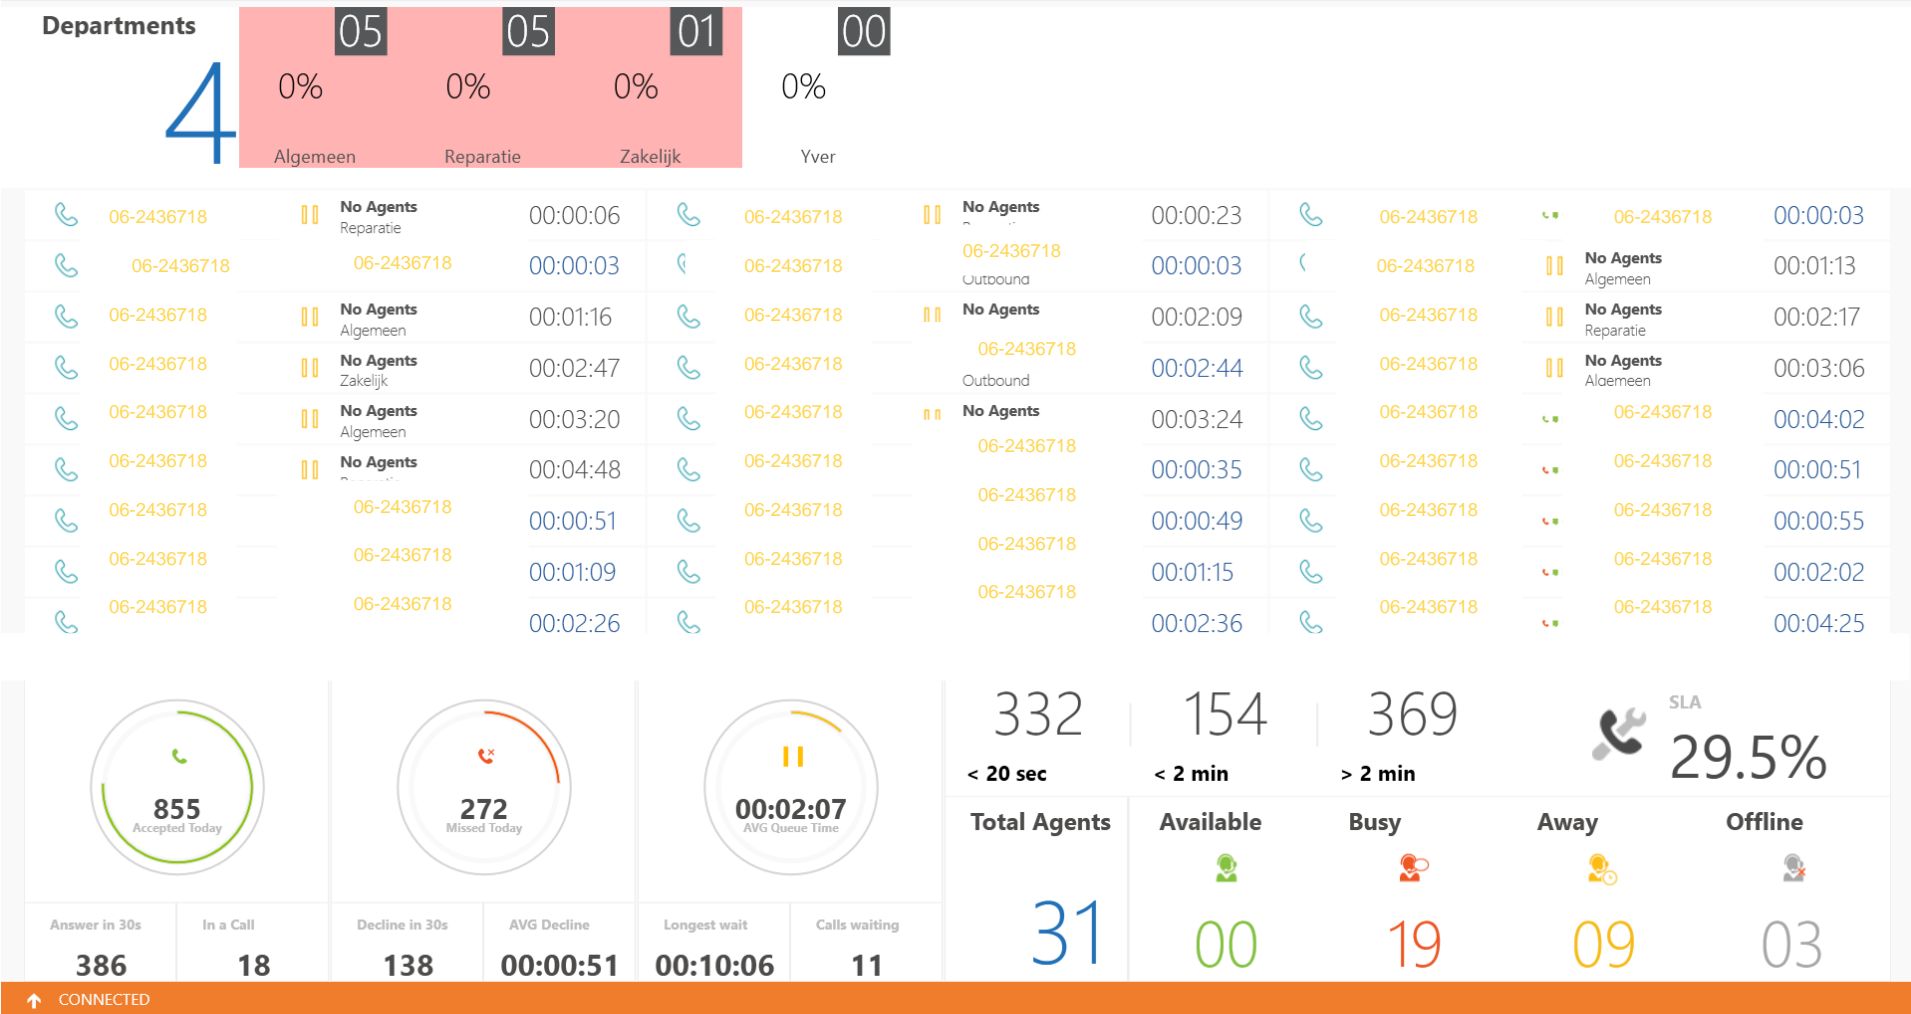 Departments
4
05
0%
Algemeen
05
0%
Reparatie
01
0%
Zakelijk
00
0%
Yver
06-2436718 No Agents Reparatie 00:00:06
06-2436718 No Agents 00:00:23
06-2436718 06-2436718 00:00:03
06-2436718 06-2436718 00:00:03
06-2436718 06-2436718 Outbound 00:00:03
06-2436718 No Agents Algemeen 00:01:13
06-2436718 No Agents Algemeen 00:01:16
06-2436718 No Agents 00:02:09
06-2436718 No Agents Reparatie 00:02:17
06-2436718 No Agents Zakelijk 00:02:47
06-2436718 06-2436718 Outbound 00:02:44
06-2436718 No Agents Algemeen 00:03:06
06-2436718 No Agents Algemeen 00:03:20
06-2436718 No Agents 00:03:24
06-2436718 06-2436718 00:04:02
06-2436718 No Agents 00:04:48
06-2436718 06-2436718 00:00:35
06-2436718 06-2436718 00:00:51
06-2436718 06-2436718 00:00:51
06-2436718 06-2436718 00:00:49
06-2436718 06-2436718 00:00:55
06-2436718 06-2436718 00:01:09
06-2436718 06-2436718 00:01:15
06-2436718 06-2436718 00:02:02
06-2436718 06-2436718 00:02:26
06-2436718 06-2436718 00:02:36
06-2436718 06-2436718 00:04:25
855
Accepted Today
Answer in 30s
386
In a Call
18
272
Missed Today
Decline in 30s
138
AVG Decline
00:00:51
00:02:07
AVG Queue Time
Longest wait
00:10:06
Calls waiting
11
332
< 20 sec
154
< 2 min
369
> 2 min
SLA
29.5%
Total Agents
31
Available
00
Busy
19
Away
09
Offline
03
CONNECTED